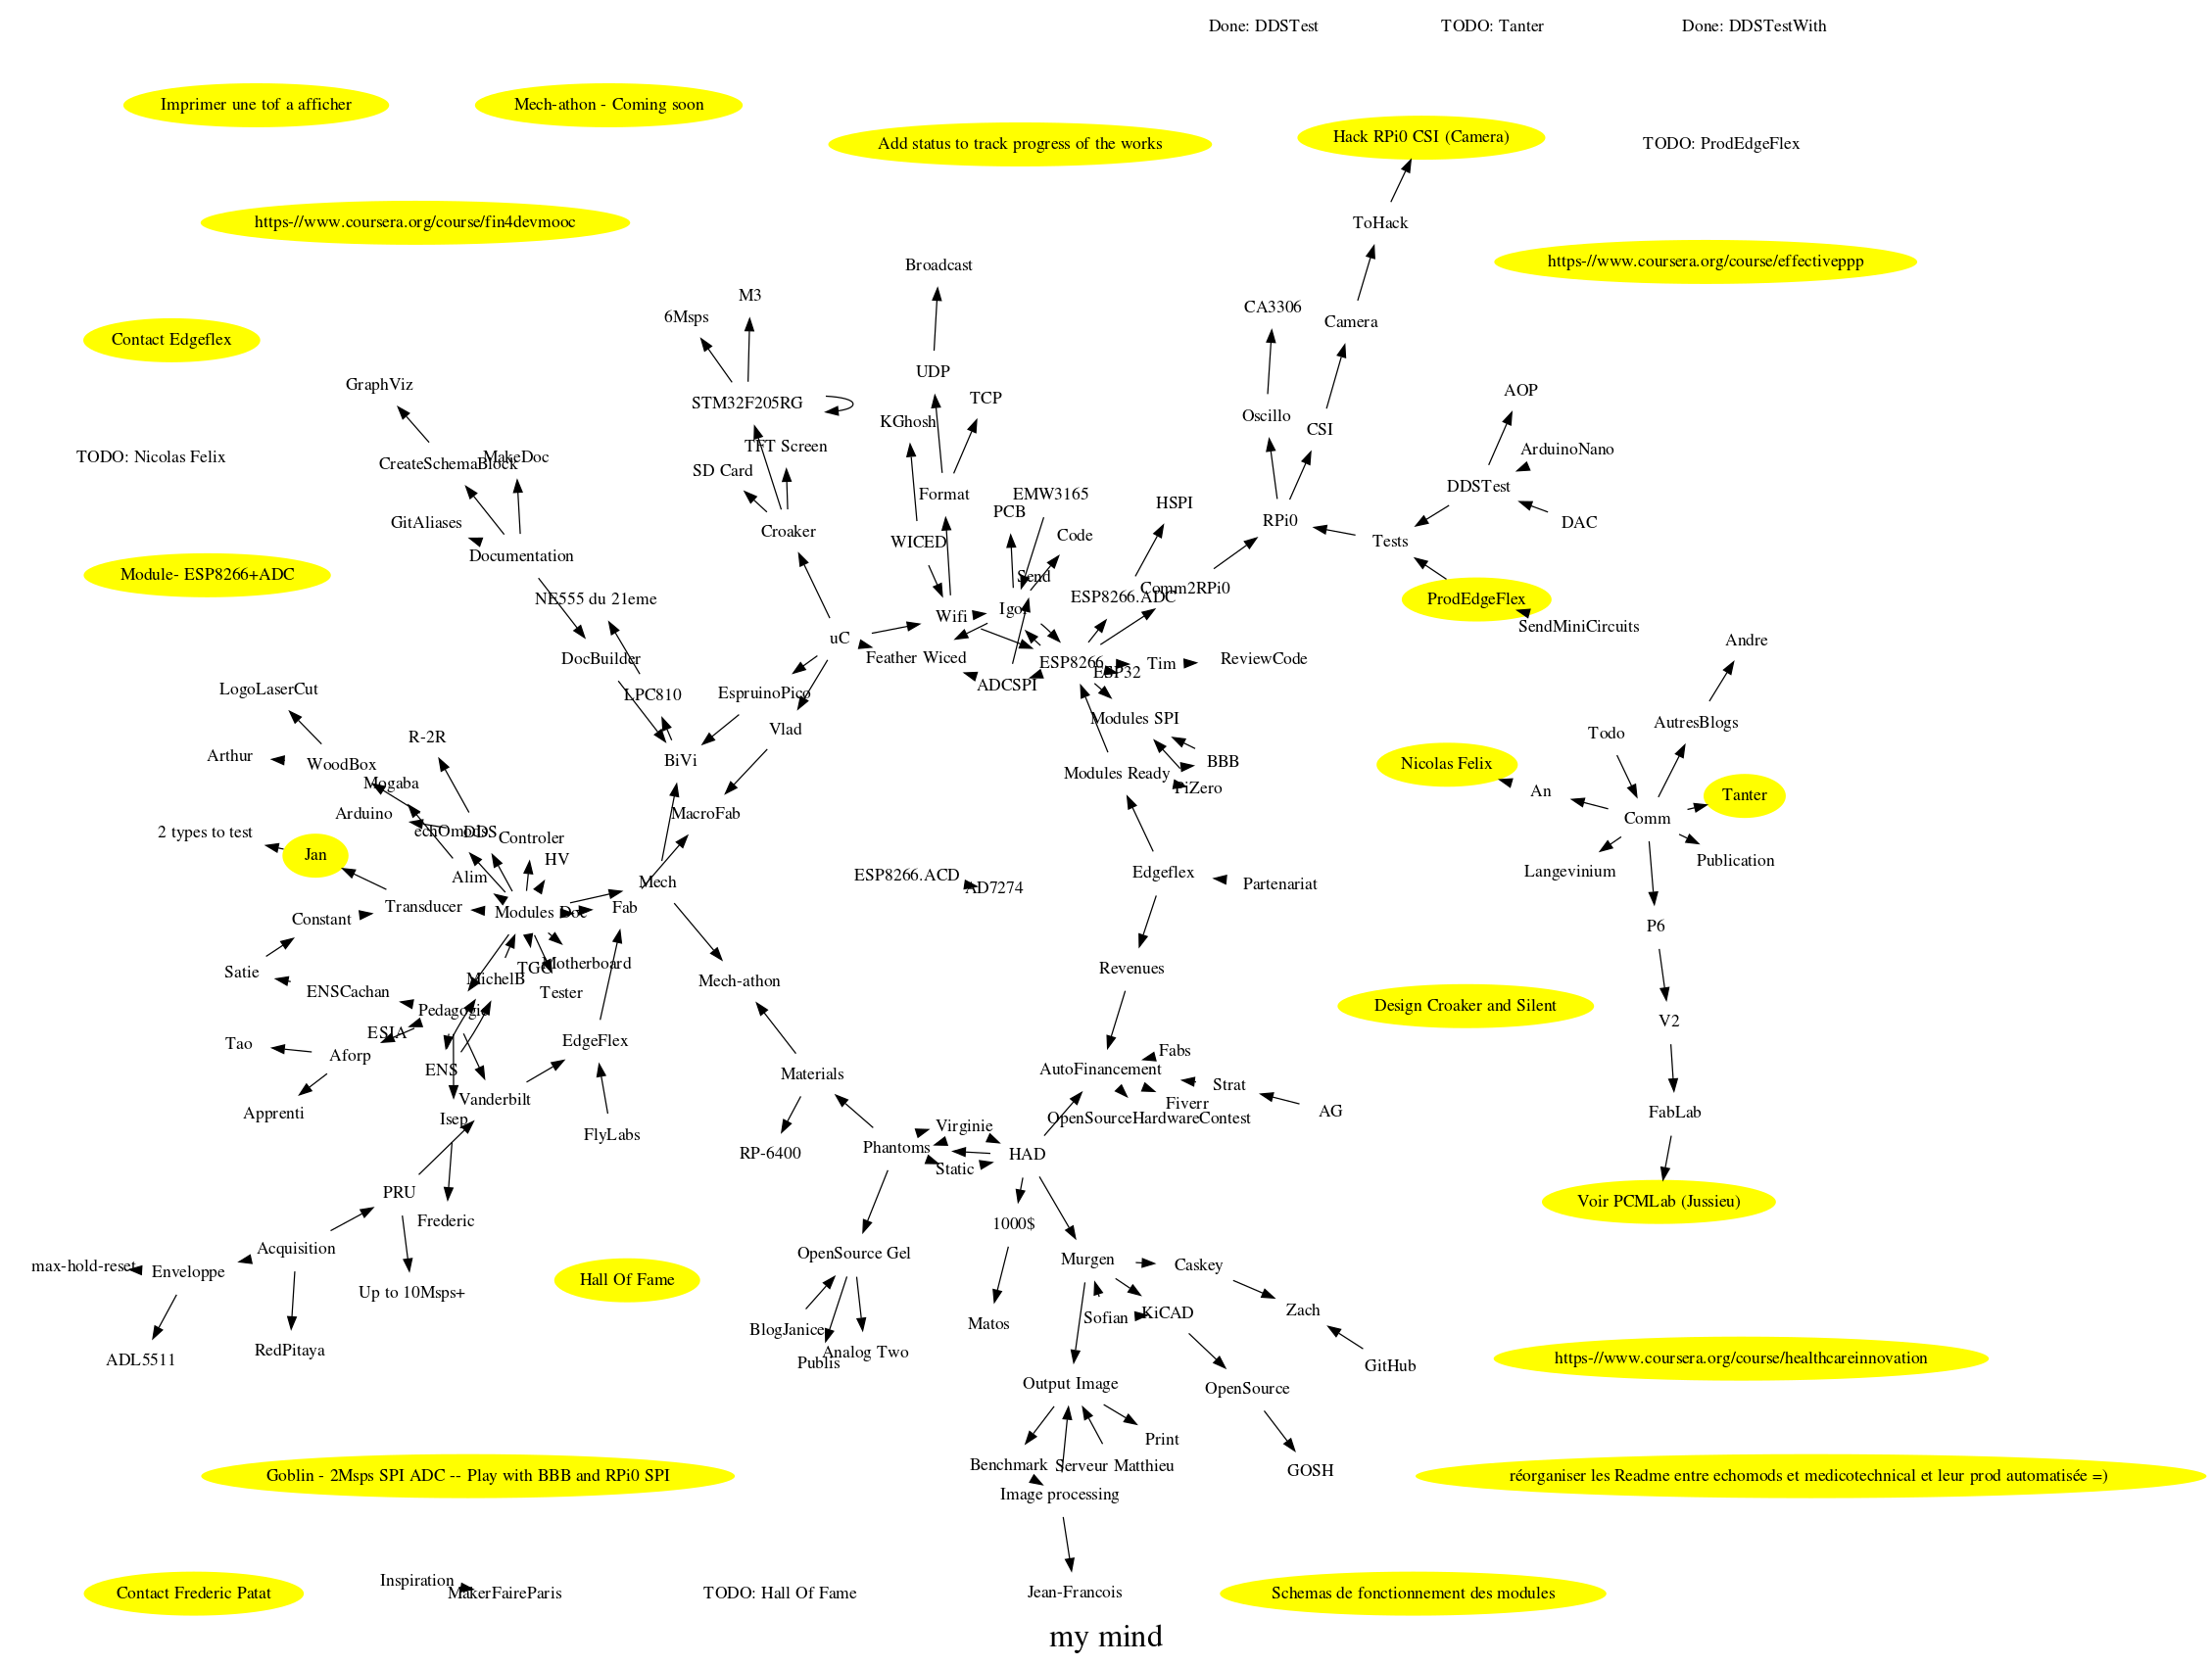 Done: DDSTest
TODO: Tanter
Done: DDSTestWith
Imprimer une tof a afficher
Mech-athon - Coming soon
Add status to track progress of the works
Hack RPi0 CSI (Camera)
TODO: ProdEdgeFlex
https-//www.coursera.org/course/fin4devmooc
ToHack
https-//www.coursera.org/course/effectiveppp
Broadcast
M3
6Msps
CA3306
Camera
Contact Edgeflex
UDP
GraphViz
STM32F205RG
TCP
AOP
KGhosh
Oscillo
CSI
TFT Screen
ArduinoNano
TODO: Nicolas Felix
CreateSchemaBlock
MakeDoc
SD Card
DDSTest
Format
EMW3165
HSPI
PCB
GitAliases
RPi0
DAC
Croaker
Code
WICED
Tests
Documentation
Module- ESP8266+ADC
Send
Comm2RPi0
ESP8266.ADC
NE555 du 21eme
ProdEdgeFlex
Igor
Wifi
SendMiniCircuits
uC
Andre
DocBuilder
Feather Wiced
ESP8266
Tim
ReviewCode
ESP32
ADCSPI
LogoLaserCut
LPC810
EspruinoPico
Modules SPI
AutresBlogs
Vlad
Todo
R-2R
Arthur
WoodBox
BiVi
BBB
Nicolas Felix
Modules Ready
PiZero
Mogaba
An
Tanter
Arduino
MacroFab
Comm
2 types to test
echOmods
DDS
Controler
Jan
HV
Publication
Alim
Mech
ESP8266.ACD
AD7274
Edgeflex
Partenariat
Langevinium
Transducer
Modules
Doc
Fab
Constant
P6
Satie
TGC
Motherboard
Revenues
MichelB
Mech-athon
ENSCachan
Tester
Pedagogic
Design Croaker and Silent
V2
ESIA
Tao
Aforp
EdgeFlex
Fabs
ENS
AutoFinancement
Materials
Strat
Vanderbilt
Fiverr
Apprenti
Isep
OpenSourceHardwareContest
AG
FabLab
FlyLabs
Virginie
RP-6400
Phantoms
HAD
Static
PRU
Voir PCMLab (Jussieu)
Frederic
1000$
Acquisition
OpenSource Gel
Murgen
Caskey
max-hold-reset
Enveloppe
Hall Of Fame
Up to 10Msps+
Zach
KiCAD
Sofian
Matos
BlogJanice
RedPitaya
Analog Two
Publis
ADL5511
https-//www.coursera.org/course/healthcareinnovation
GitHub
Output Image
OpenSource
Print
Benchmark
Serveur Matthieu
GOSH
Goblin - 2Msps SPI ADC -- Play with BBB and RPi0 SPI
réorganiser les Readme entre echomods et medicotechnical et leur prod automatisée =)
Image processing
Inspiration
MakerFaireParis
Contact Frederic Patat
TODO: Hall Of Fame
Jean-Francois
Schemas de fonctionnement des modules
my mind